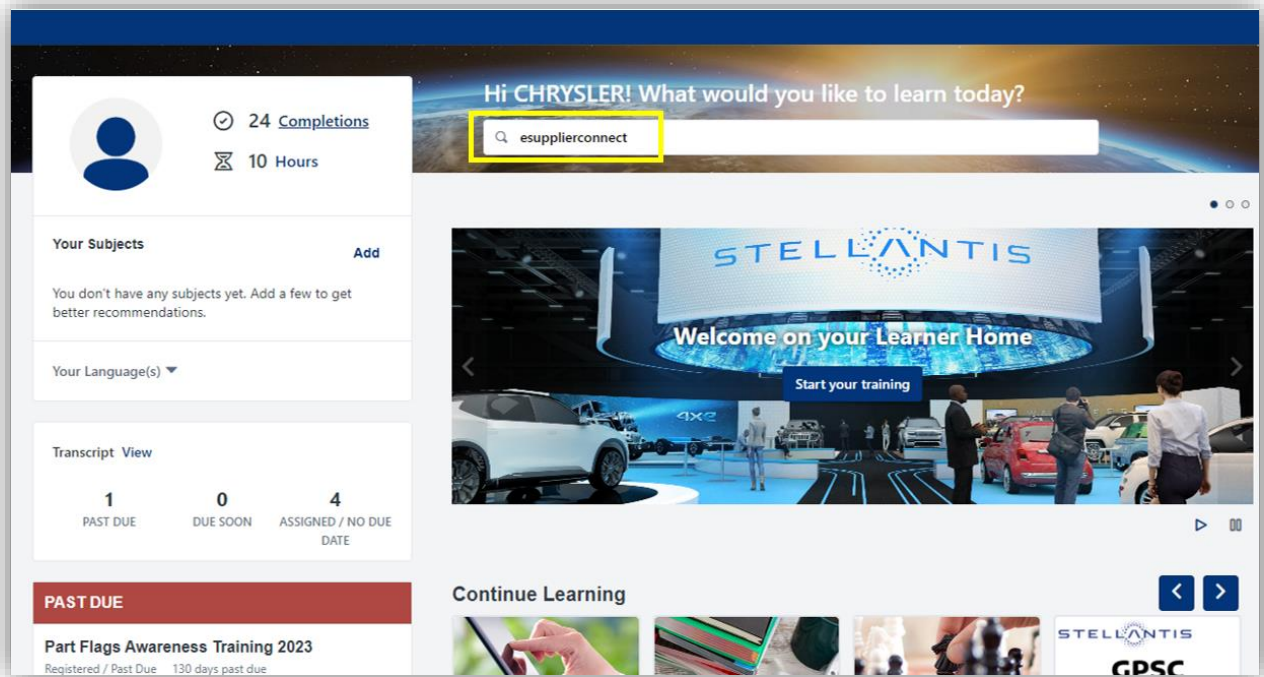 Hi CHRYSLER! What would you like to learn today?
esupplierconnect
24 Completions
10 Hours
Your Subjects
Add
You don't have any subjects yet. Add a few to get
better recommendations.
Your Language(s)
Transcript View
1
PAST DUE
0
DUE SOON
4
ASSIGNED / NO DUE
DATE
PAST DUE
Part Flags Awareness Training 2023
Registered / Past Due 130 days past due
STELLANTIS
Welcome on your Learner Home
Start your training
4xe
Continue Learning
STELLANTIS
GPSC